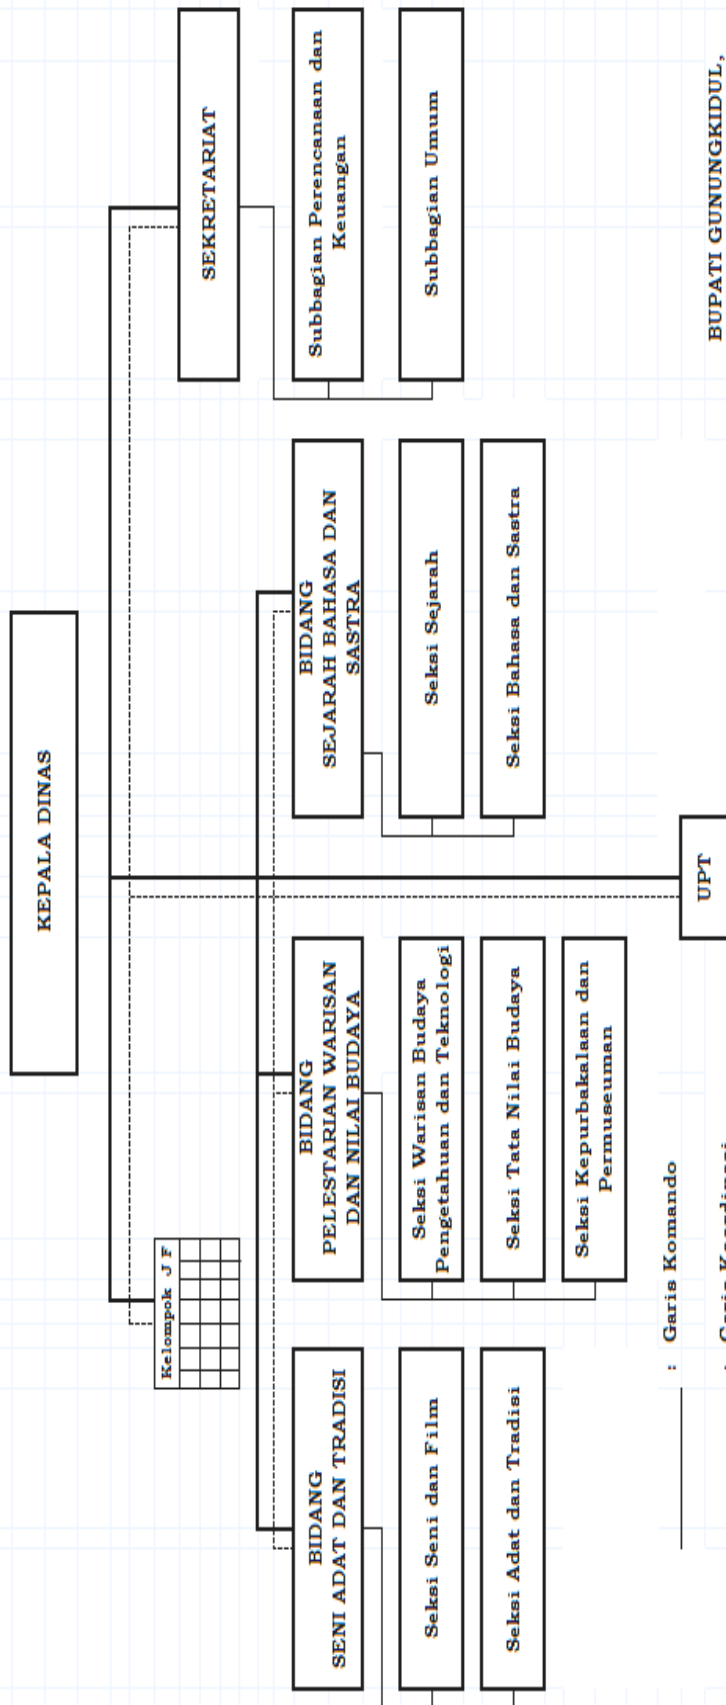 KEPALA DINAS
Kelompok J F
SEKRETARIAT
Subbagian Perencanaan dan
Keuangan
Subbagian Umum
BIDANG
SENI ADAT DAN TRADISI
Seksi Seni dan Film
Seksi Adat dan Tradisi
BIDANG
PELESTARIAN WARISAN
DAN NILAI BUDAYA
Seksi Warisan Budaya
Pengetahuan dan Teknologi
Seksi Tata Nilai Budaya
Seksi Kepurbakalaan dan
Permuseuman
BIDANG
SEJARAH BAHASA DAN
SASTRA
Seksi Sejarah
Seksi Bahasa dan Sastra
UPT
: Garis Komando
BUPATI GUNUNGKIDUL,